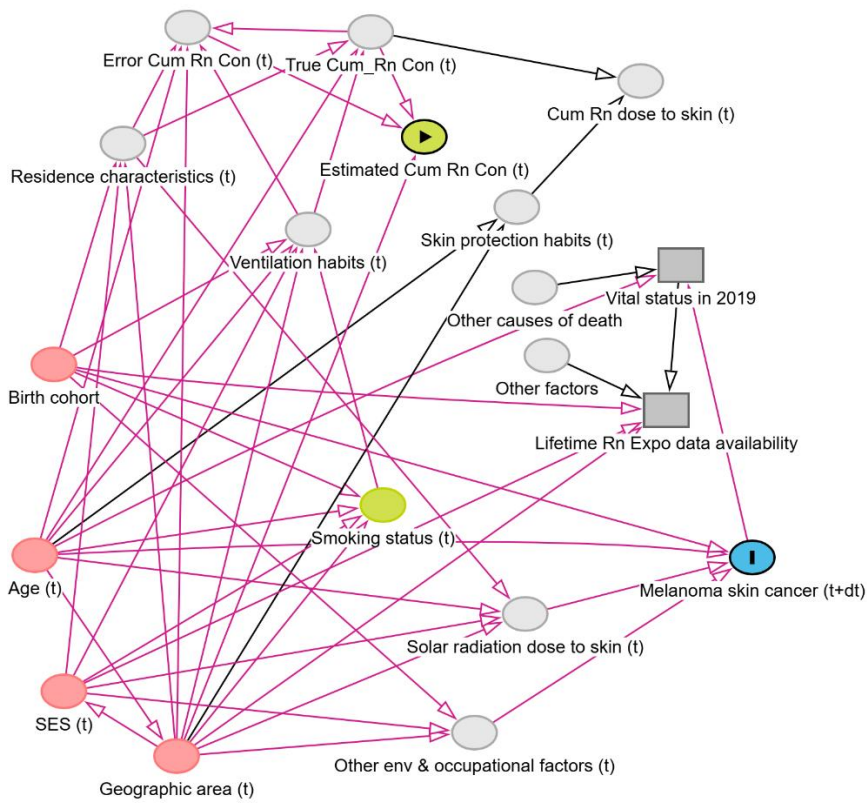 Error Cum Rn Con (t)
True Cum_Rn Con (t)
Cum Rn dose to skin (t)
Estimated Cum Rn Con (t)
Residence characteristics (t)
Skin protection habits (t)
Ventilation habits (t)
Vital status in 2019
Other causes of death
Other factors
Birth cohort
Lifetime Rn Expo data availability
Smoking status (t)
Age (t)
Melanoma skin cancer (t+dt)
Solar radiation dose to skin (t)
SES (t)
Other env & occupational factors (t)
Geographic area (t)